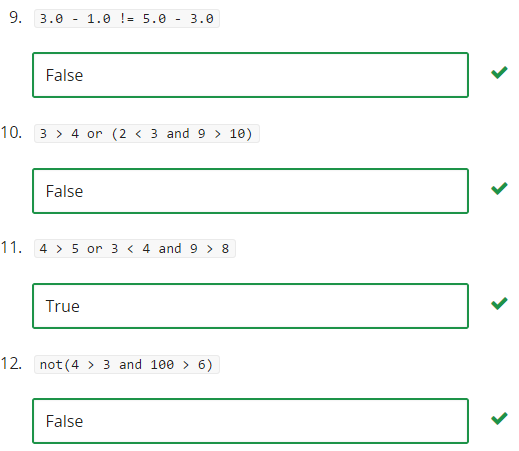 9. 3.0 - 1.0 != 5.0 - 3.0
False
10. 3 > 4 or (2 < 3 and 9 > 10)
False
11. 4 > 5 or 3 < 4 and 9 > 8
True
12. not(4 > 3 and 100 > 6)
False